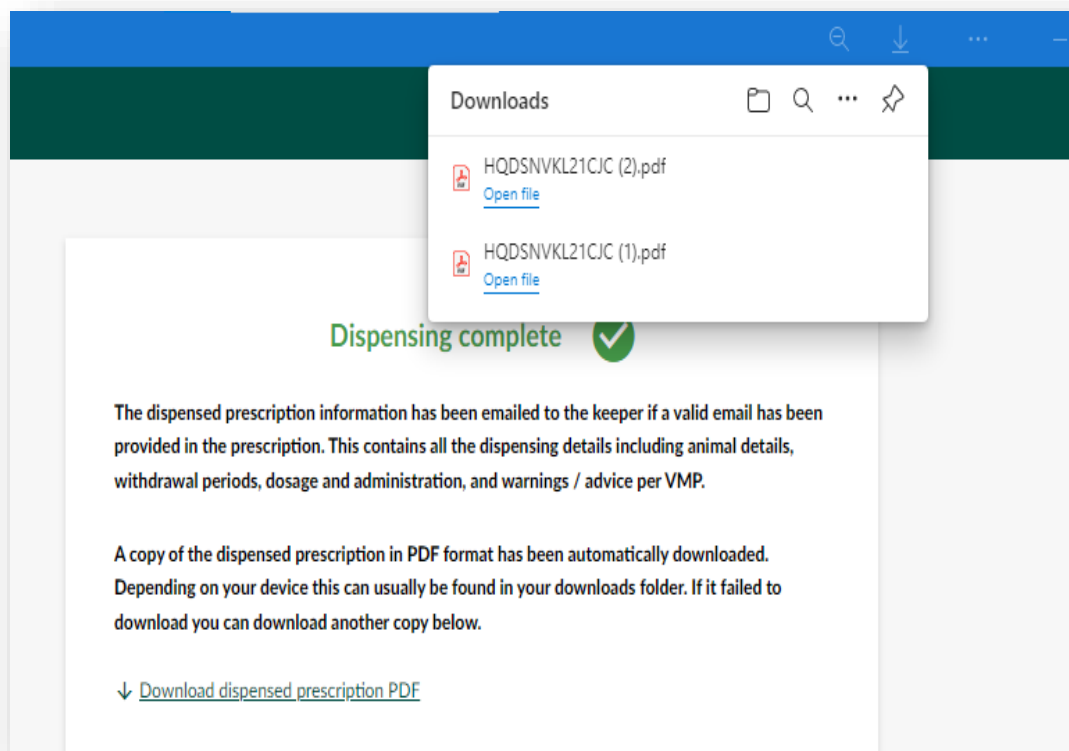 Downloads
HQDSNVKL21CJC (2).pdf
Open file
HQDSNVKL21CJC (1).pdf
Open file
Dispensing complete
The dispensed prescription information has been emailed to the keeper if a valid email has been
provided in the prescription. This contains all the dispensing details including animal details,
withdrawal periods, dosage and administration, and warnings / advice per VMP.
A copy of the dispensed prescription in PDF format has been automatically downloaded.
Depending on your device this can usually be found in your downloads folder. If it failed to
download you can download another copy below.
Download dispensed prescription PDF